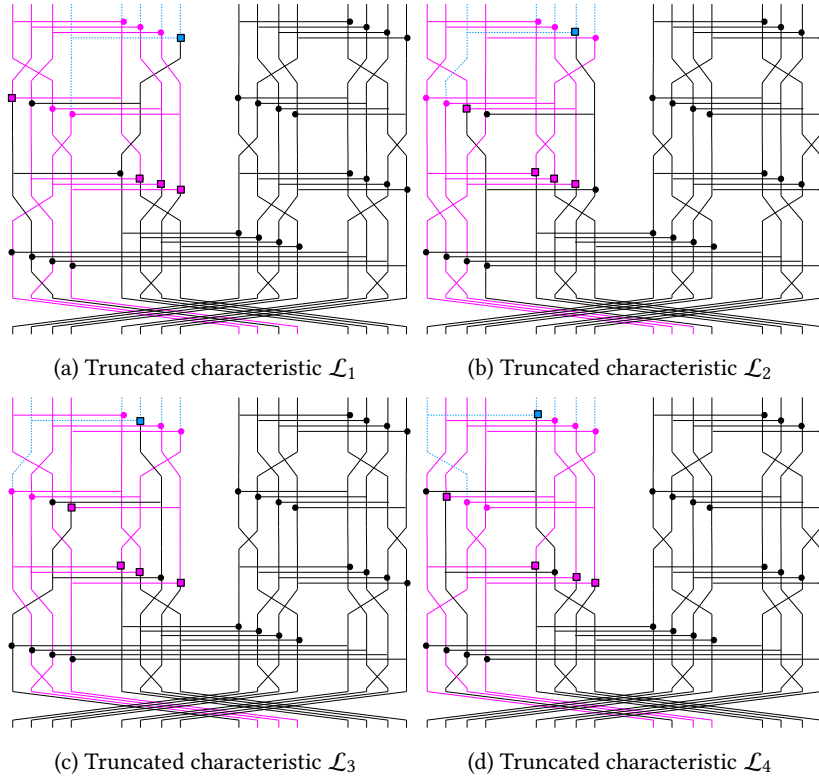 (a) Truncated characteristic ℒ₁
(b) Truncated characteristic ℒ₂
(c) Truncated characteristic ℒ₃
(d) Truncated characteristic ℒ₄